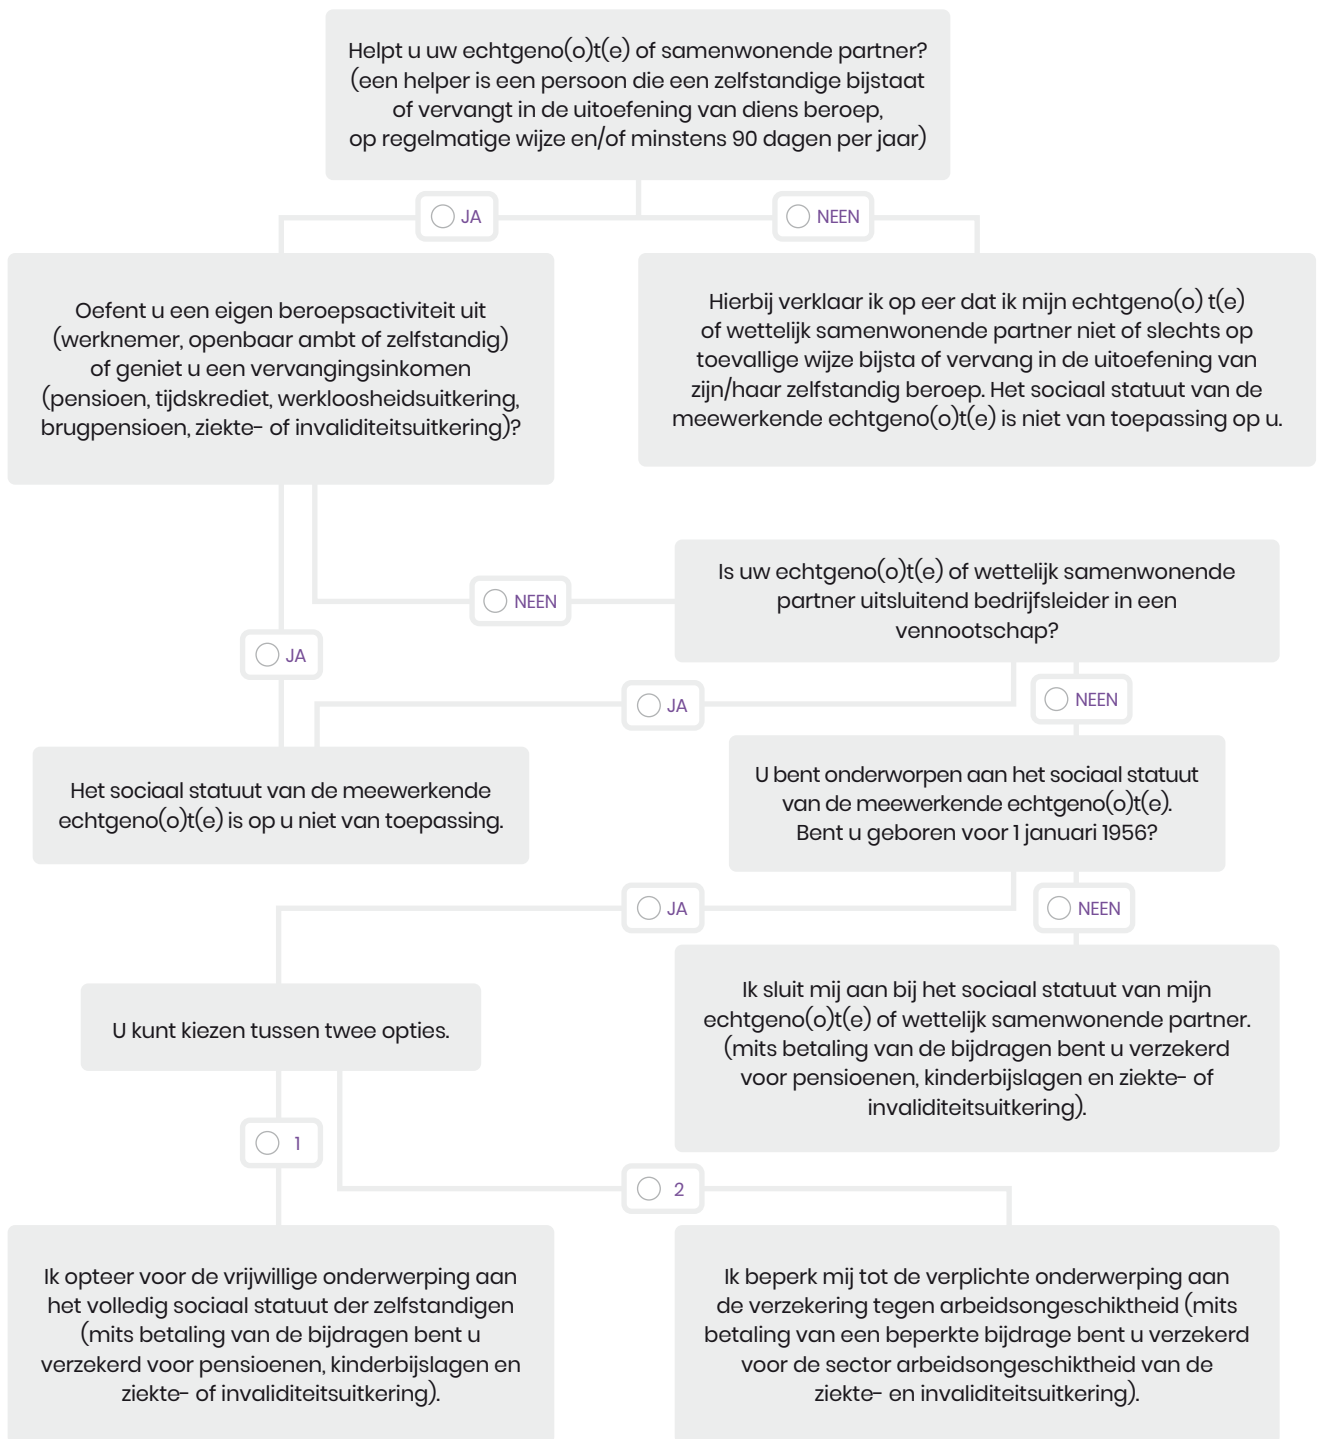 Helpt u uw echtgeno(o)t(e) of samenwonende partner?
(een helper is een persoon die een zelfstandige bijstaat
of vervangt in de uitoefening van diens beroep,
op regelmatige wijze en/of minstens 90 dagen per jaar)
JA
NEEN
Oefent u een eigen beroepsactiviteit uit
(werknemer, openbaar ambt of zelfstandig)
of geniet u een vervangingsinkomen
(pensioen, tijdskrediet, werkloosheidsuitkering,
brugpensioen, ziekte- of invaliditeitsuitkering)?
Hierbij verklaar ik op eer dat ik mijn echtgeno(o) t(e)
of wettelijk samenwonende partner niet of slechts op
toevallige wijze bijsta of vervang in de uitoefening van
zijn/haar zelfstandig beroep. Het sociaal statuut van de
meewerkende echtgeno(o)t(e) is niet van toepassing op u.
NEEN
Is uw echtgeno(o)t(e) of wettelijk samenwonende
partner uitsluitend bedrijfsleider in een
vennootschap?
JA
JA
NEEN
Het sociaal statuut van de meewerkende
echtgeno(o)t(e) is op u niet van toepassing.
U bent onderworpen aan het sociaal statuut
van de meewerkende echtgeno(o)t(e).
Bent u geboren voor 1 januari 1956?
JA
NEEN
U kunt kiezen tussen twee opties.
Ik sluit mij aan bij het sociaal statuut van mijn
echtgeno(o)t(e) of wettelijk samenwonende partner.
(mits betaling van de bijdragen bent u verzekerd
voor pensioenen, kinderbijslagen en ziekte- of
invaliditeitsuitkering).
1
2
Ik opteer voor de vrijwillige onderwerping aan
het volledig sociaal statuut der zelfstandigen
(mits betaling van de bijdragen bent u
verzekerd voor pensioenen, kinderbijslagen en
ziekte- of invaliditeitsuitkering).
Ik beperk mij tot de verplichte onderwerping aan
de verzekering tegen arbeidsongeschiktheid (mits
betaling van een beperkte bijdrage bent u verzekerd
voor de sector arbeidsongeschiktheid van de
ziekte- en invaliditeitsuitkering).